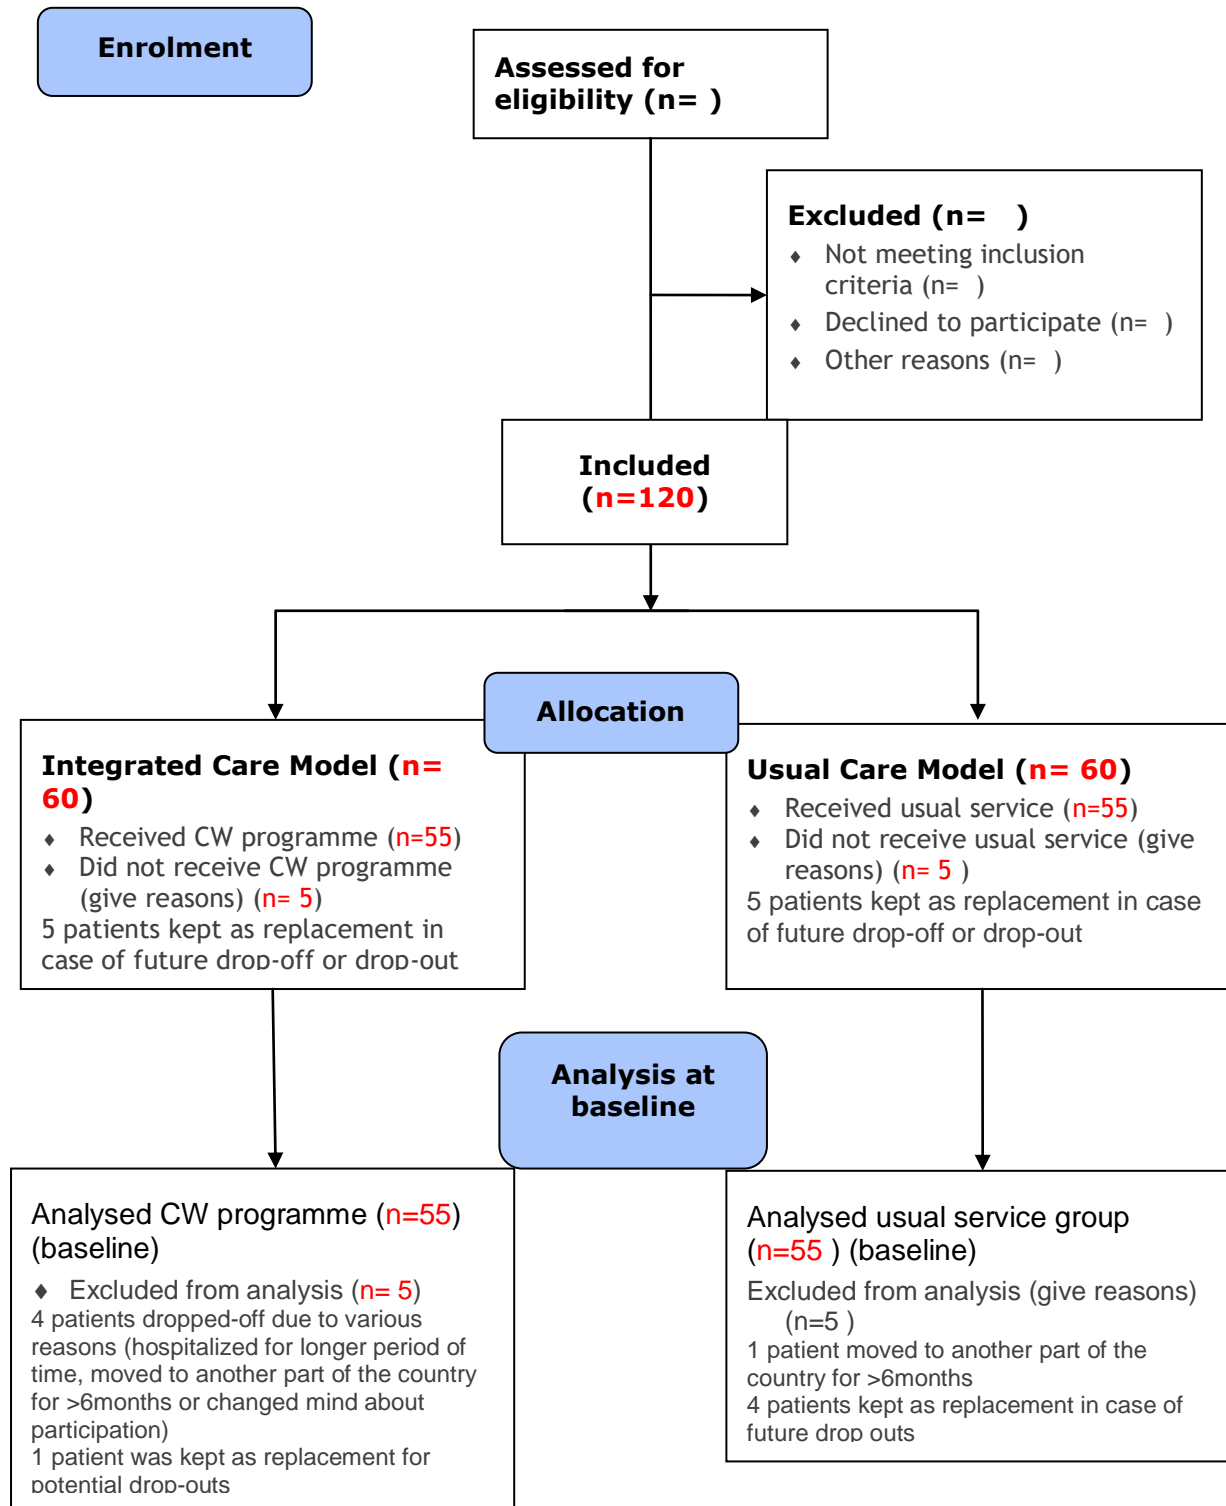 Enrolment
Assessed for
eligibility (n= )
Excluded (n= )
♦ Not meeting inclusion
criteria (n= )
♦ Declined to participate (n= )
♦ Other reasons (n= )
Included
(n=120)
Allocation
Integrated Care Model (n=
60)
♦ Received CW programme (n=55)
♦ Did not receive CW programme
(give reasons) (n= 5)
5 patients kept as replacement in
case of future drop-off or drop-out
Usual Care Model (n= 60)
♦ Received usual service (n=55)
♦ Did not receive usual service (give
reasons) (n= 5 )
5 patients kept as replacement in case
of future drop-off or drop-out
Analysis at
baseline
Analysed CW programme (n=55)
(baseline)
♦ Excluded from analysis (n= 5)
4 patients dropped-off due to various
reasons (hospitalized for longer period of
time, moved to another part of the country
for >6months or changed mind about
participation)
1 patient was kept as replacement for
potential drop-outs
Analysed usual service group
(n=55 ) (baseline)
Excluded from analysis (give reasons)
(n=5 )
1 patient moved to another part of the
country for >6months
4 patients kept as replacement in case of
future drop outs